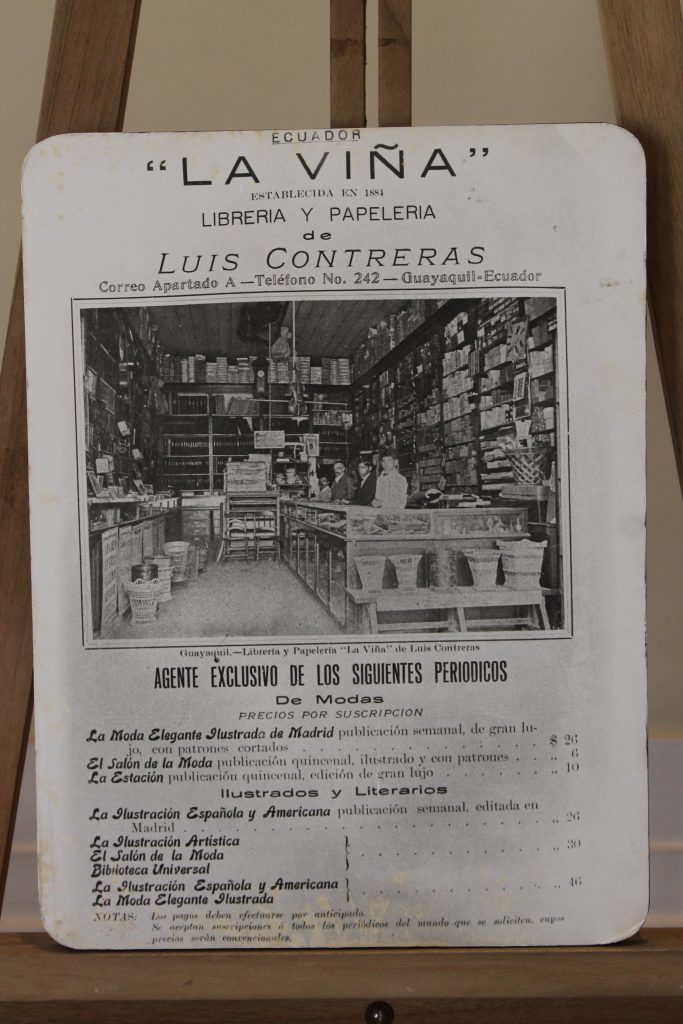 ECUADOR
“LA VIÑA”
ESTABLECIDA EN 1884
LIBRERIA Y PAPELERIA
de
LUIS CONTRERAS
Correo Apartado A —Teléfono No. 242 — Guayaquil=Ecuador
Guayaquil.—Librería y Papelería “La Viña” de Luis Contreras
AGENTE EXCLUSIVO DE LOS SIGUIENTES PERIODICOS
De Modas
PRECIOS POR SUSCRIPCIÓN
La Moda Elegante Ilustrada de Madrid publicación semanal, de gran lu-
jo, con patrones cortados . . . . . . . . . . . . $ 26
El Salón de la Moda publicación quincenal, ilustrado y con patrones . „ 6
La Estación publicación quincenal, edición de gran lujo . . . . . „ 10
Ilustrados y Literarios
La Ilustración Española y Americana publicación semanal, editada en
Madrid . . . . . . . . . . . . . . . . . „ 26
La Ilustración Artística
El Salón de la Moda . . . . . . . . „ 30
Biblioteca Universal
La Ilustración Española y Americana . . . . . . . . „ 46
La Moda Elegante Ilustrada
NOTAS: Los pagos deben efectuarse por anticipado.
Se aceptan suscripciones á todos los periódicos del mundo que se soliciten, cuyos
precios serán convencionales.